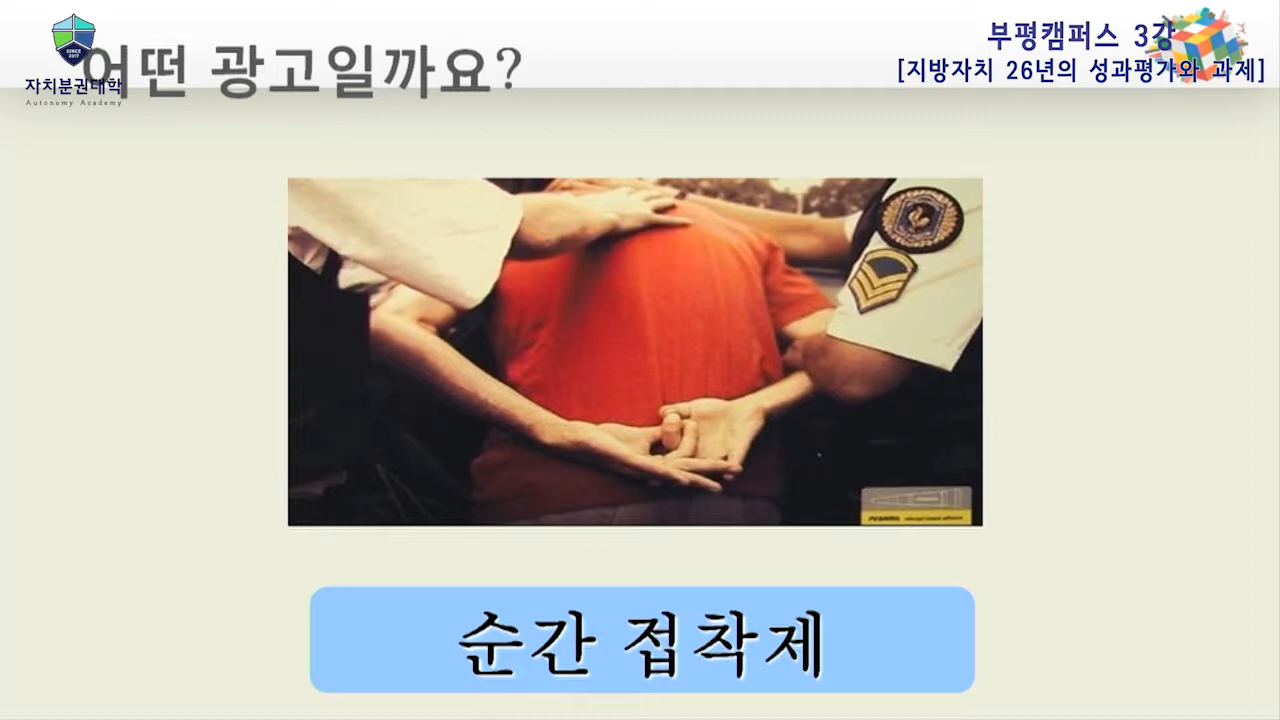 어떤 광고일까요?
SINCE
2017
자치분권대학
Autonomy Academy
부평캠퍼스 3강
[지방자치 26년의 성과평가와 과제]
순간 접착제